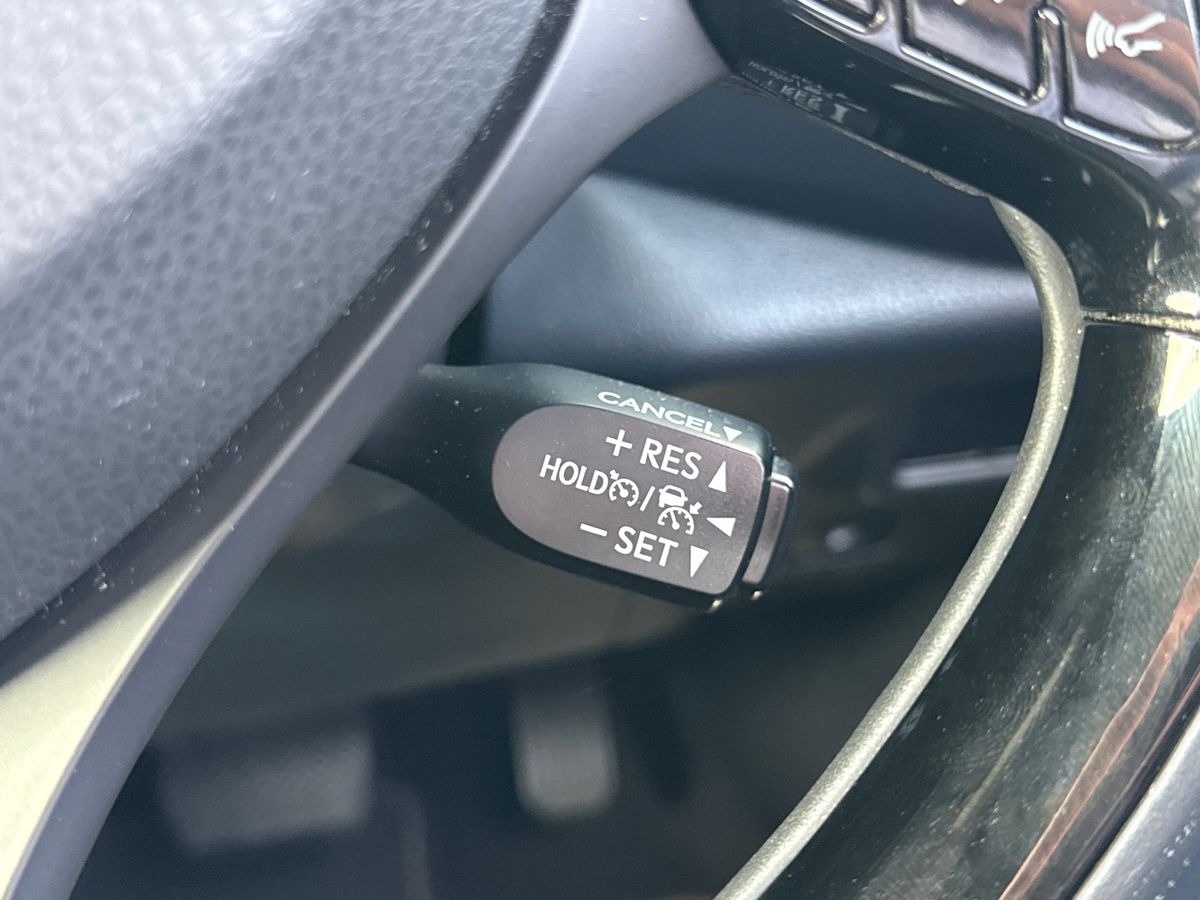 CANCEL▼
+ RES ▲
HOLD / ◀
− SET ▼